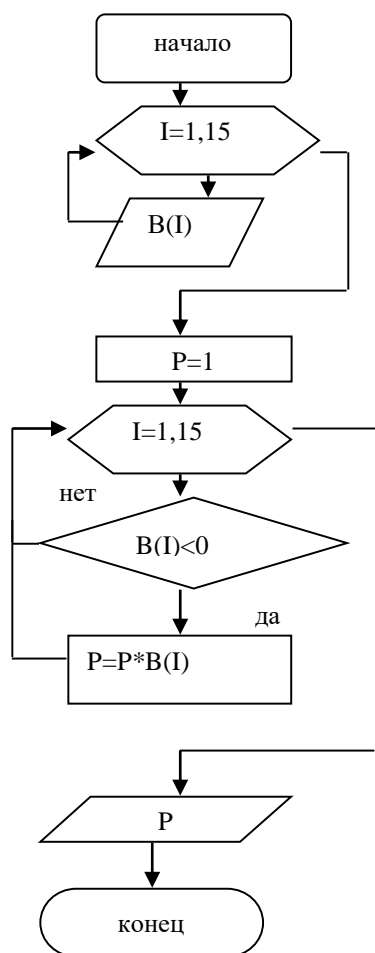 начало
I=1,15
B(I)
P=1
I=1,15
нет
B(I)<0
да
P=P*B(I)
P
конец